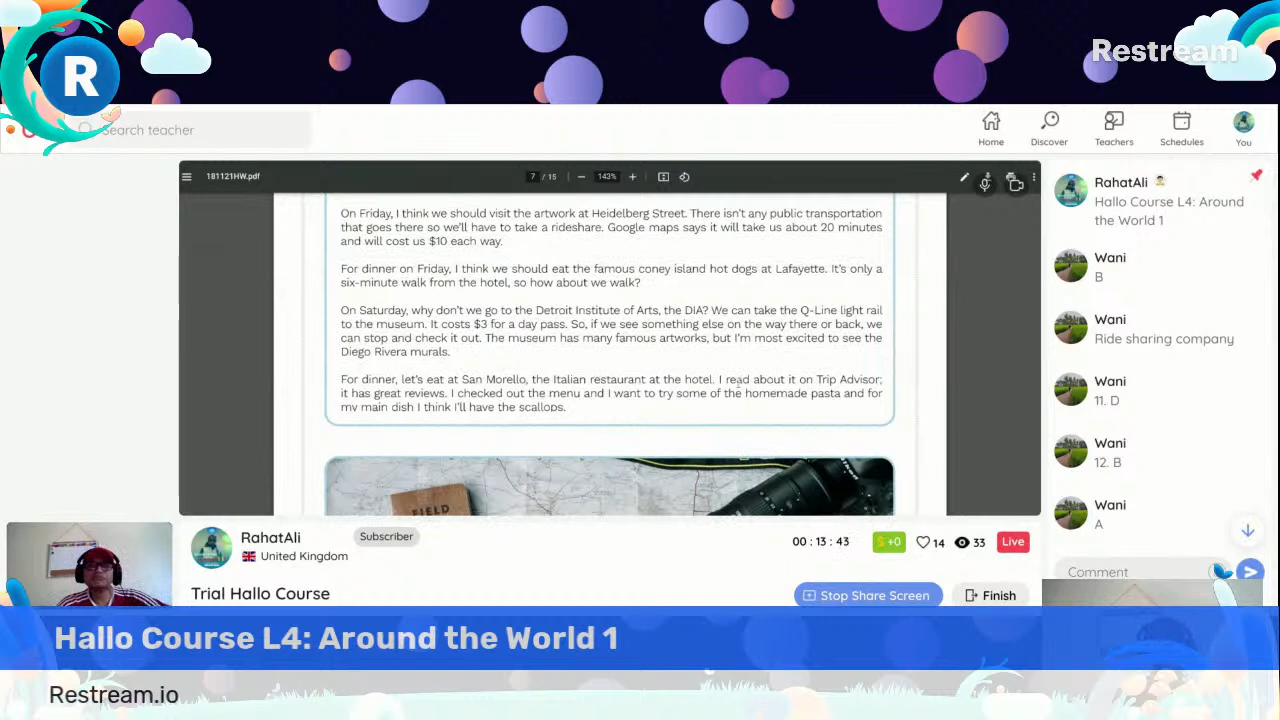 R
Restream
Search teacher
Home
Discover
Teachers
Schedules
You
181121HW.pdf
7 / 15
143%
On Friday, I think we should visit the artwork at Heidelberg Street. There isn't any public transportation
that goes there so we'll have to take a rideshare. Google maps says it will take us about 20 minutes
and will cost us $10 each way.
For dinner on Friday, I think we should eat the famous coney island hot dogs at Lafayette. It's only a
six-minute walk from the hotel, so how about we walk?
On Saturday, why don't we go to the Detroit Institute of Arts, the DIA? We can take the Q-Line light rail
to the museum. It costs $3 for a day pass. So, if we see something else on the way there or back, we
can stop and check it out. The museum has many famous artworks, but I'm most excited to see the
Diego Rivera murals.
For dinner, let's eat at San Morello, the Italian restaurant at the hotel. I read about it on Trip Advisor;
it has great reviews. I checked out the menu and I want to try some of the homemade pasta and for
my main dish I think I'll have the scallops.
FIELD
Nikon
RahatAli
Hallo Course L4: Around
the World 1
Wani
B
Wani
Ride sharing company
Wani
11. D
Wani
12. B
Wani
A
Comment
RahatAli
Subscriber
United Kingdom
00 : 13 : 43
+0
14
33
Live
Trial Hallo Course
Stop Share Screen
Finish
Hallo Course L4: Around the World 1
Restream.io